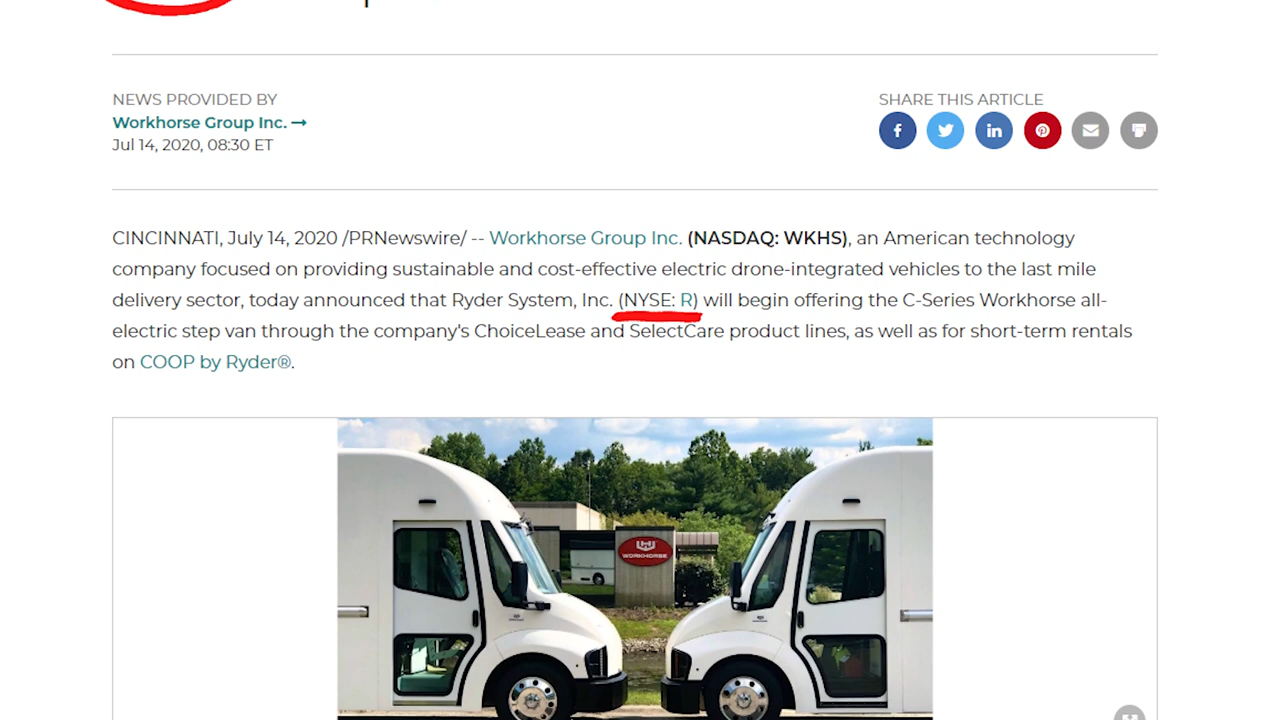 NEWS PROVIDED BY
SHARE THIS ARTICLE
Workhorse Group Inc. →
Jul 14, 2020, 08:30 ET
CINCINNATI, July 14, 2020 /PRNewswire/ -- Workhorse Group Inc. (NASDAQ: WKHS), an American technology
company focused on providing sustainable and cost-effective electric drone-integrated vehicles to the last mile
delivery sector, today announced that Ryder System, Inc. (NYSE: R) will begin offering the C-Series Workhorse all-
electric step van through the company's ChoiceLease and SelectCare product lines, as well as for short-term rentals
on COOP by Ryder®.
WORKHORSE